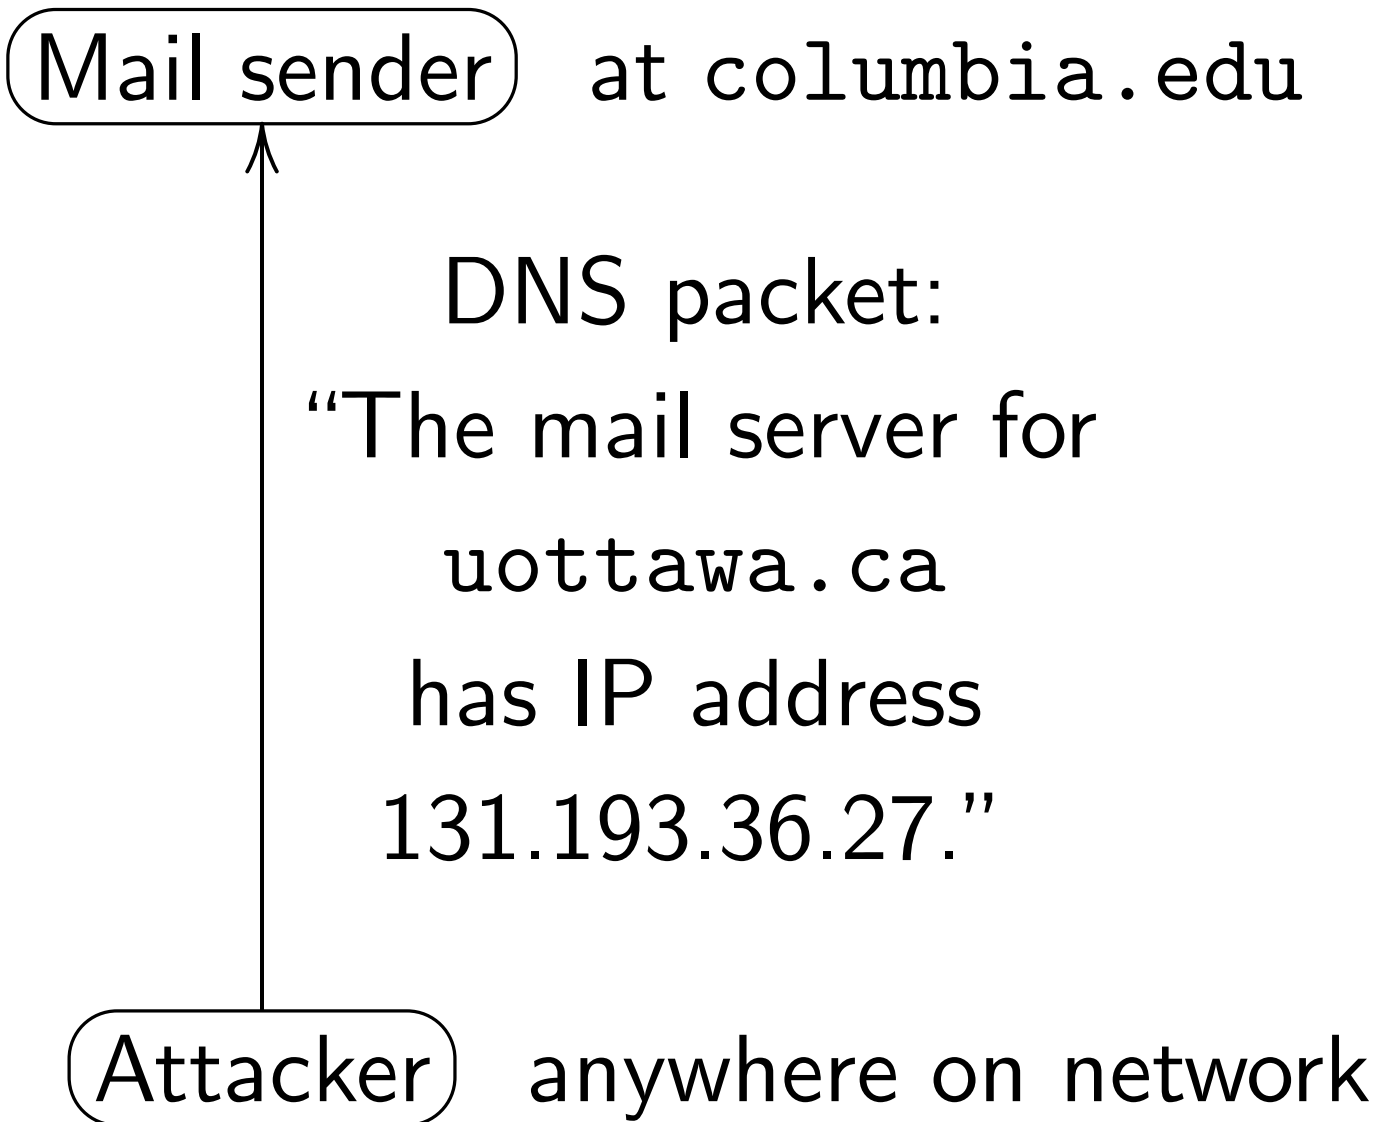 Mail sender at columbia.edu
DNS packet:
“The mail server for
uottawa.ca
has IP address
131.193.36.27.”
Attacker anywhere on network